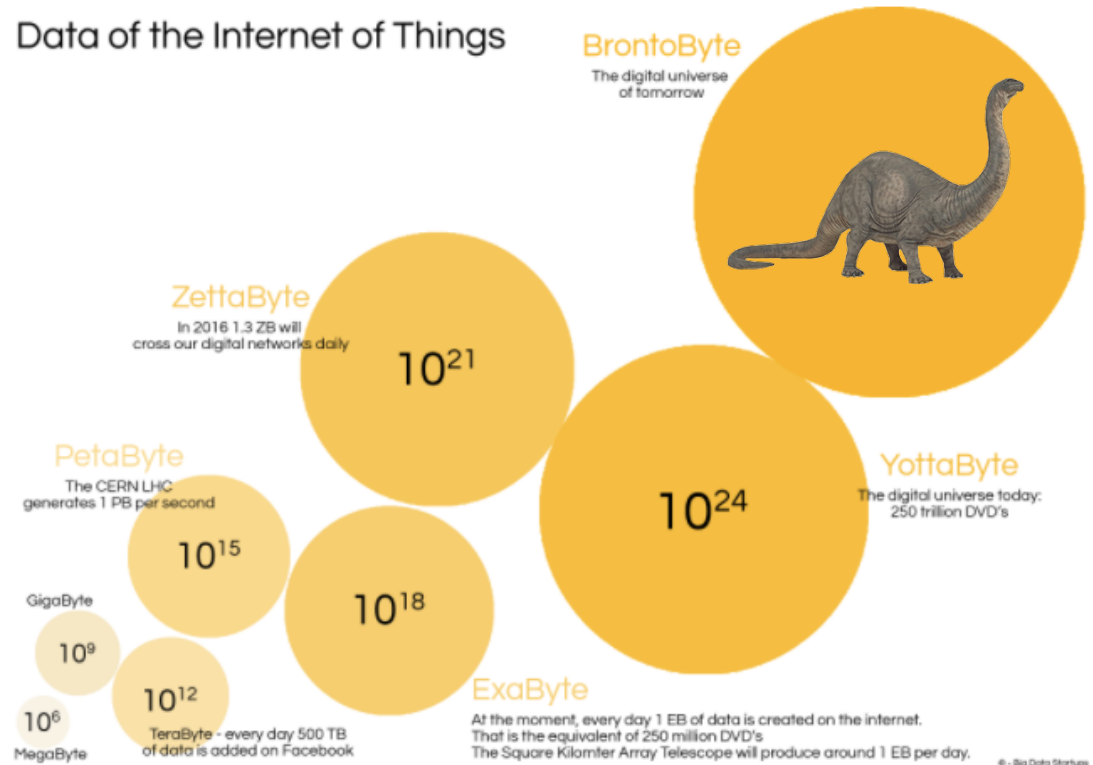 Data of the Internet of Things
BrontoByte
The digital universe
of tomorrow
ZettaByte
In 2016 1.3 ZB will
cross our digital networks daily
10²¹
YottaByte
The digital universe today:
250 trillion DVD's
10²⁴
PetaByte
The CERN LHC
generates 1 PB per second
10¹⁵
10¹⁸
ExaByte
At the moment, every day 1 EB of data is created on the internet.
That is the equivalent of 250 million DVD's
The Square Kilomter Array Telescope will produce around 1 EB per day.
GigaByte
10⁹
10¹²
TeraByte - every day 500 TB
of data is added on Facebook
10⁶
MegaByte
© - Big Data Startups